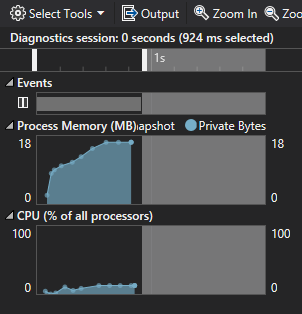 Select Tools Output Zoom In Zoo
Diagnostics session: 0 seconds (924 ms selected)
1s
Events
Process Memory (MB) apshot Private Bytes
18 18
0 0
CPU (% of all processors)
100 100
0 0